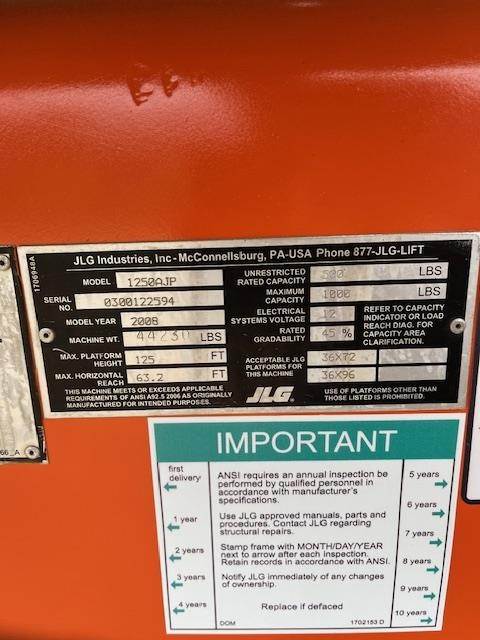 1706948A
JLG Industries, Inc - McConnellsburg, PA-USA Phone 877-JLG-LIFT
MODEL 1250AJP
SERIAL NO. 0300122594
MODEL YEAR 2008
MACHINE WT. LBS
MAX. PLATFORM HEIGHT 125 FT
MAX. HORIZONTAL REACH 63.2 FT
THIS MACHINE MEETS OR EXCEEDS APPLICABLE
REQUIREMENTS OF ANSI A92.5 2006 AS ORIGINALLY
MANUFACTURED FOR INTENDED PURPOSES.
UNRESTRICTED RATED CAPACITY 500 LBS
MAXIMUM CAPACITY 1000 LBS
ELECTRICAL SYSTEMS VOLTAGE 12
RATED GRADABILITY 45 %
REFER TO CAPACITY
INDICATOR OR LOAD
REACH DIAG. FOR
CAPACITY AREA
CLARIFICATION.
ACCEPTABLE JLG
PLATFORMS FOR
THIS MACHINE
36X72
36X96
JLG.
USE OF PLATFORMS OTHER THAN
THOSE LISTED IS PROHIBITED.
66_A
IMPORTANT
first
delivery
1 year
2 years
3 years
4 years
ANSI requires an annual inspection be
performed by qualified personnel in
accordance with manufacturer's
specifications.
Use JLG approved manuals, parts and
procedures. Contact JLG regarding
structural repairs.
Stamp frame with MONTH/DAY/YEAR
next to arrow after each inspection.
Retain records in accordance with ANSI.
Notify JLG immediately of any changes
of ownership.
Replace if defaced
DOM 1702153 D
5 years
6 years
7 years
8 years
9 years
10 years